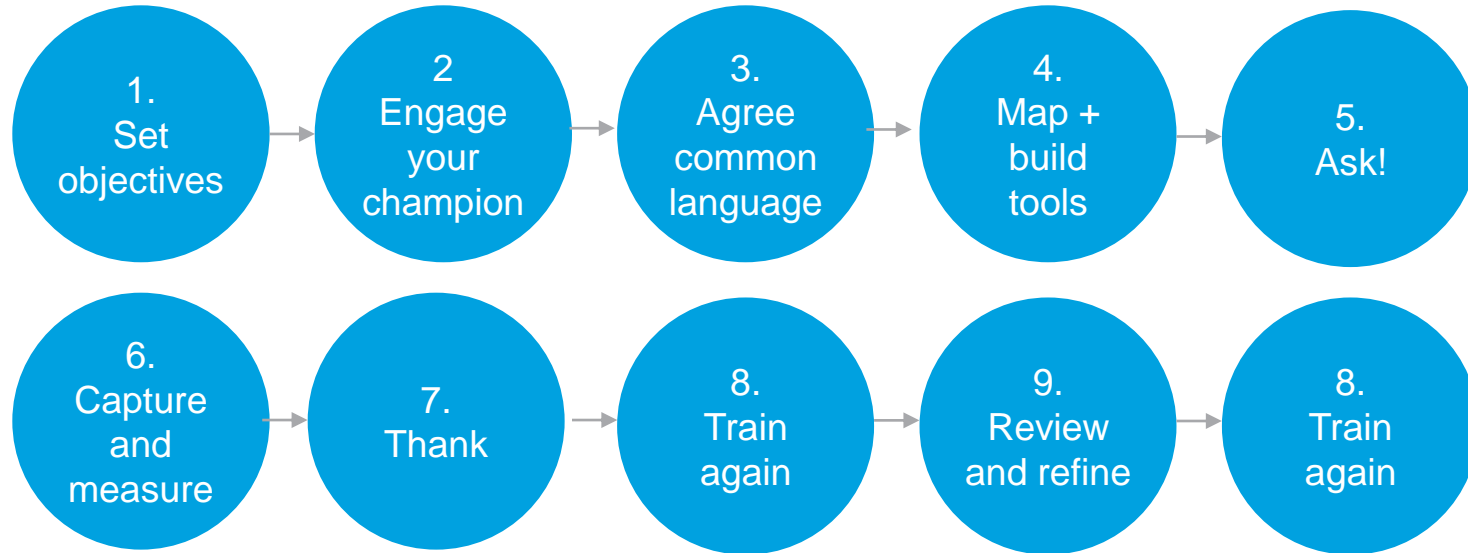 1.
Set
objectives
2
Engage
your
champion
3.
Agree
common
language
4.
Map +
build
tools
5.
Ask!
6.
Capture
and
measure
7.
Thank
8.
Train
again
9.
Review
and refine
8.
Train
again